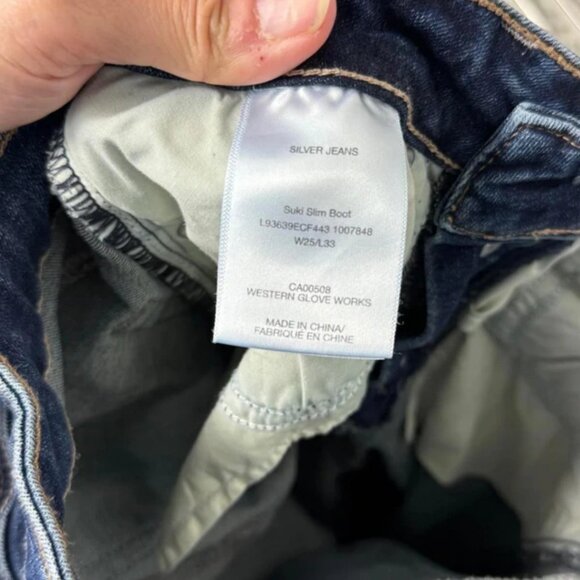 SILVER JEANS
Suki Slim Boot
L93639ECF443 1007848
W25/L33
CA00508
WESTERN GLOVE WORKS
MADE IN CHINA/
FABRIQUÉ EN CHINE